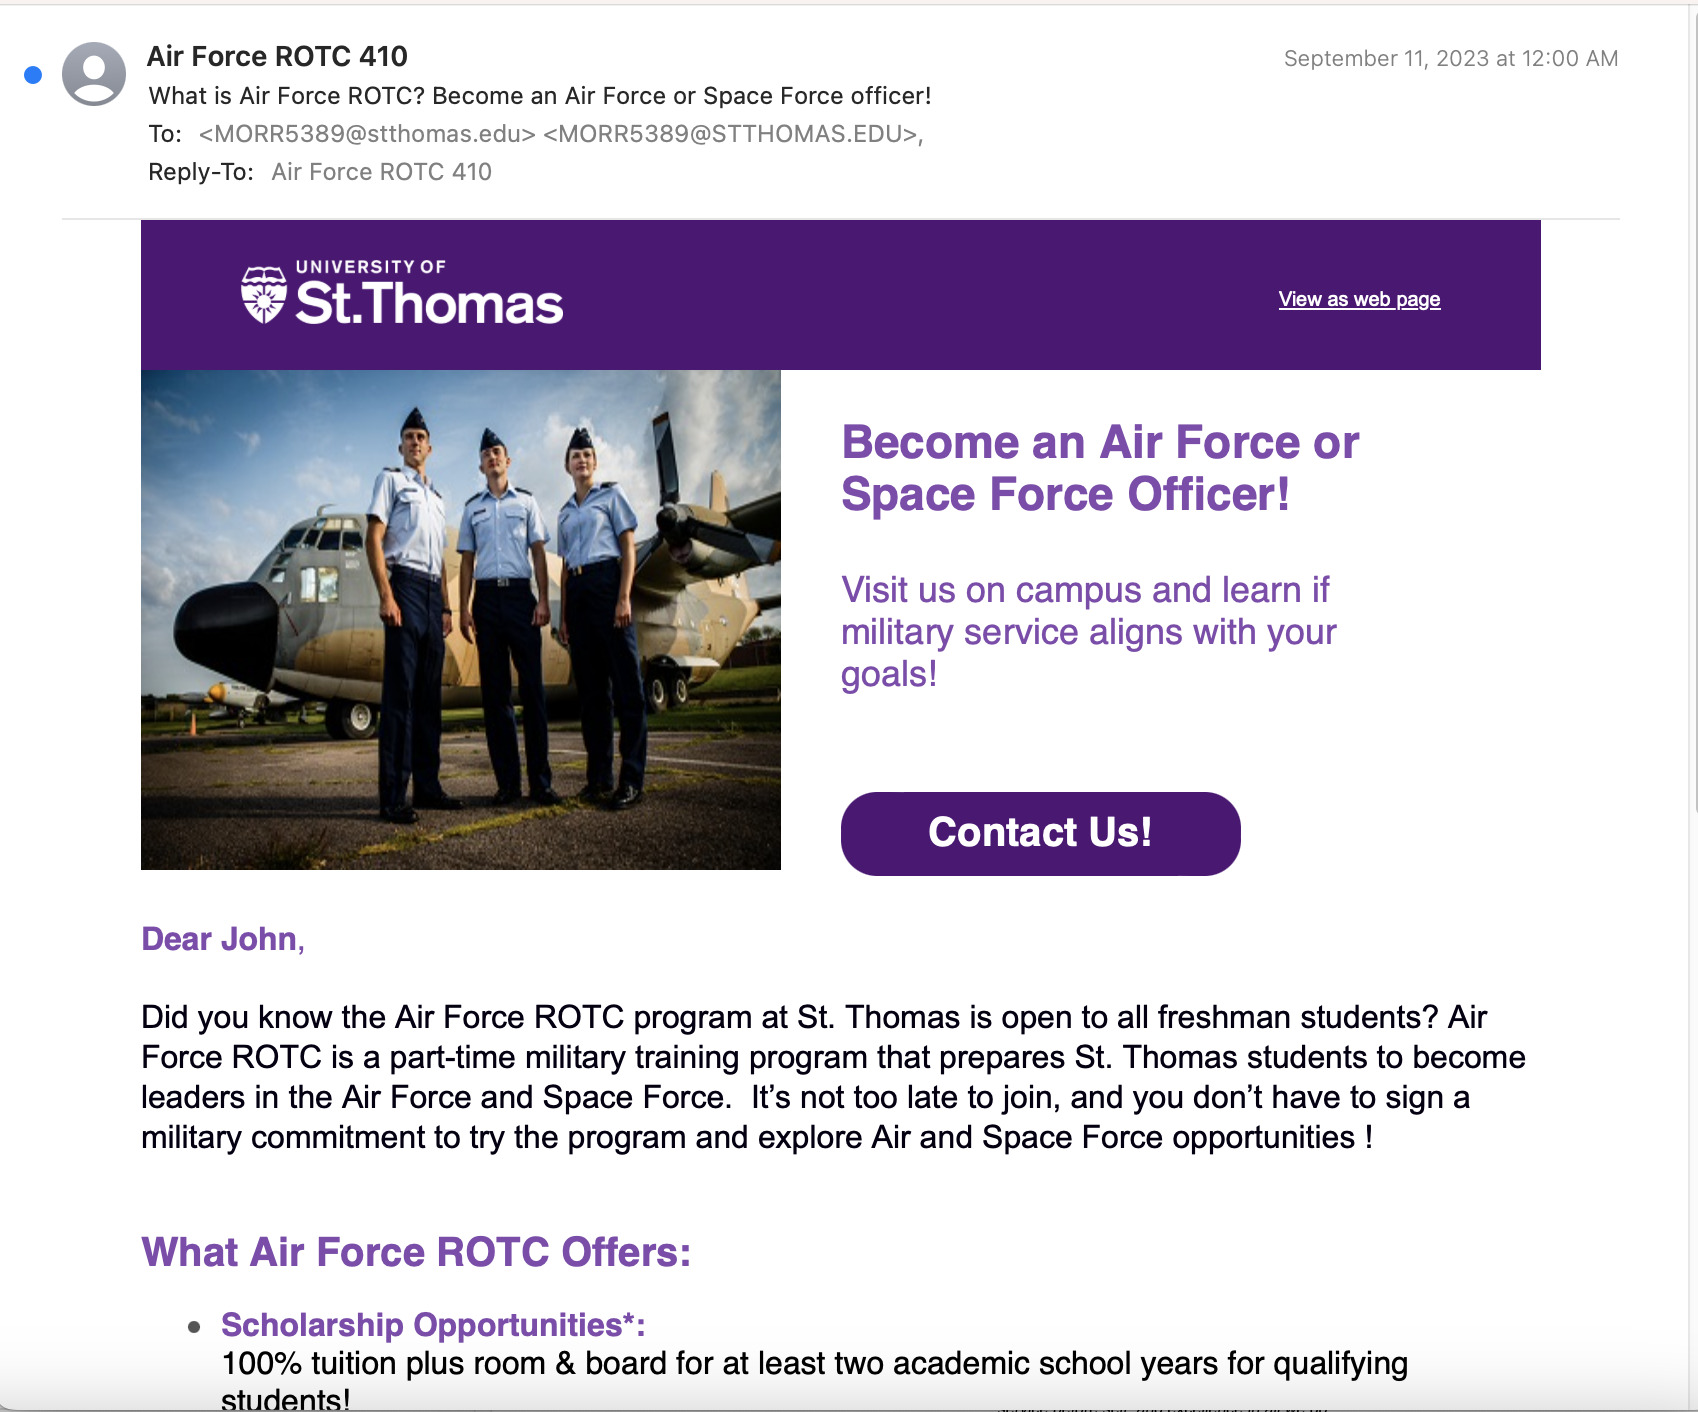 Air Force ROTC 410
September 11, 2023 at 12:00 AM
What is Air Force ROTC? Become an Air Force or Space Force officer!
To: <MORR5389@stthomas.edu> <MORR5389@STTHOMAS.EDU>,
Reply-To: Air Force ROTC 410
UNIVERSITY OF
St.Thomas
View as web page
Become an Air Force or
Space Force Officer!
Visit us on campus and learn if
military service aligns with your
goals!
Contact Us!
Dear John,
Did you know the Air Force ROTC program at St. Thomas is open to all freshman students? Air
Force ROTC is a part-time military training program that prepares St. Thomas students to become
leaders in the Air Force and Space Force.  It’s not too late to join, and you don’t have to sign a
military commitment to try the program and explore Air and Space Force opportunities !
What Air Force ROTC Offers:
• Scholarship Opportunities*:
100% tuition plus room & board for at least two academic school years for qualifying
students!